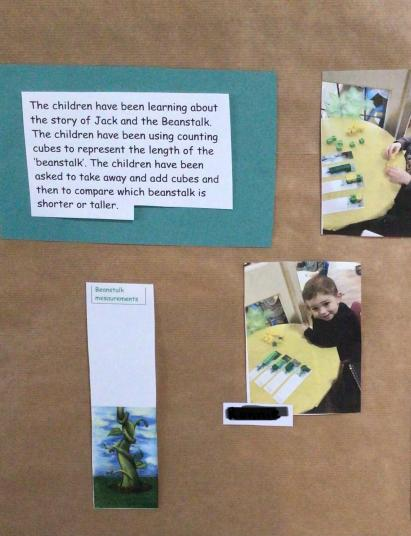 The children have been learning about
the story of Jack and the Beanstalk.
The children have been using counting
cubes to represent the length of the
'beanstalk'. The children have been
asked to take away and add cubes and
then to compare which beanstalk is
shorter or taller.
Beanstalk
mesurements